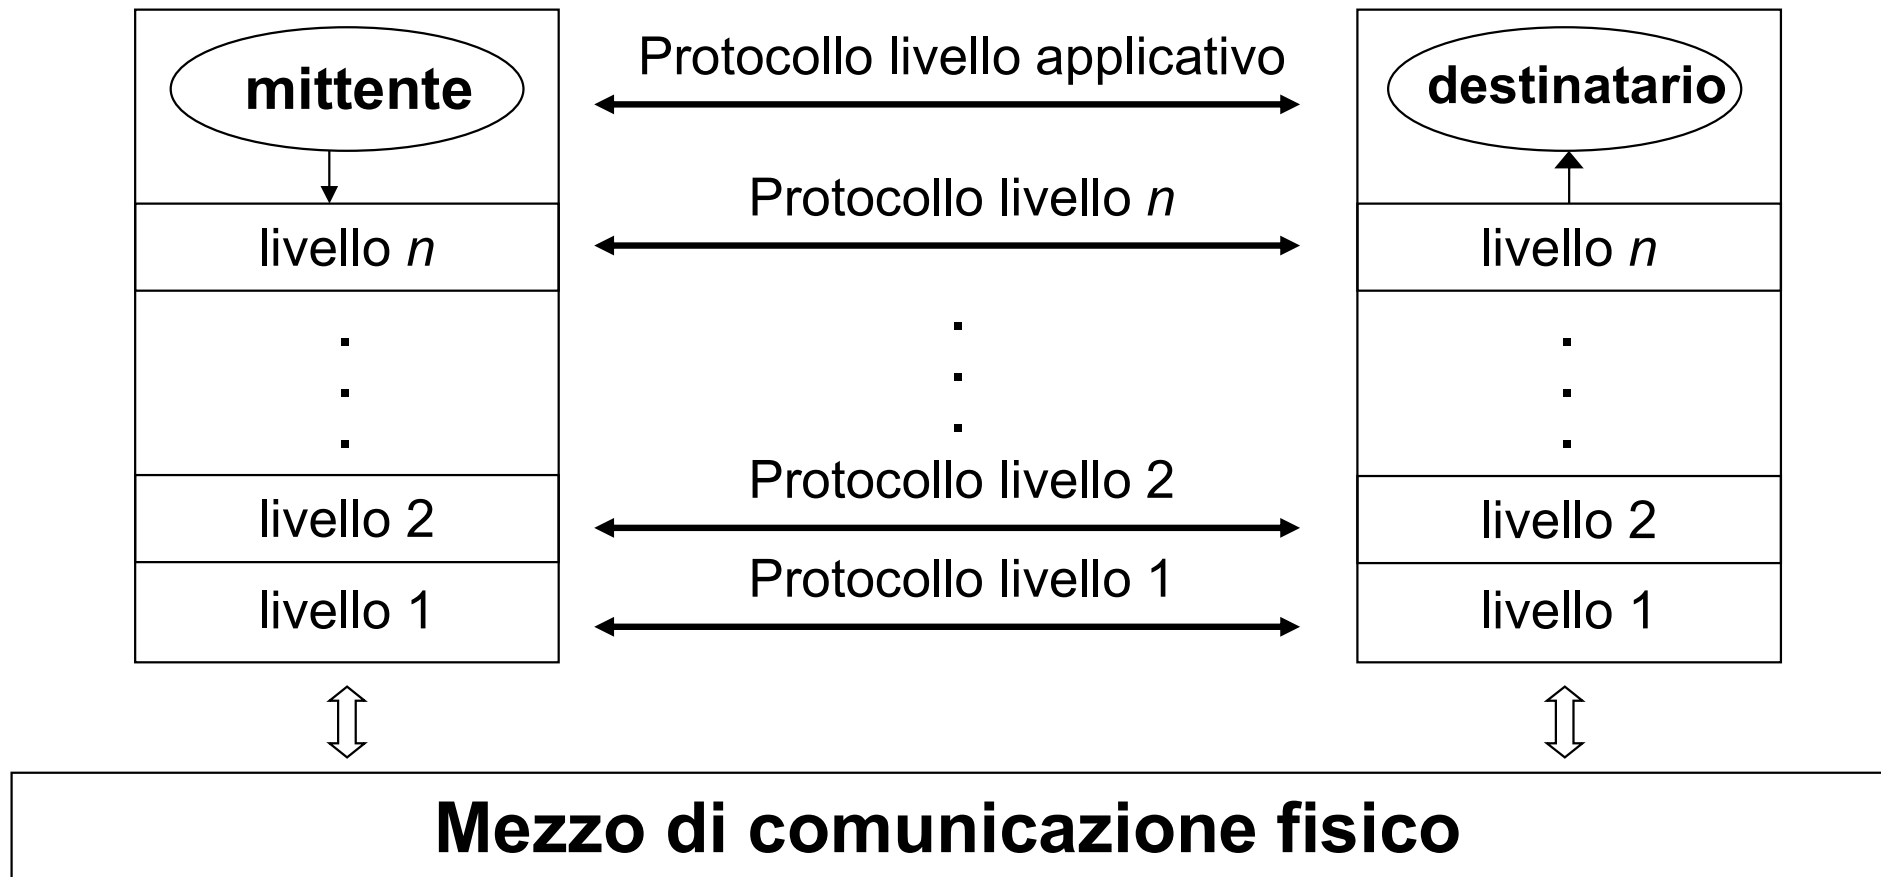 mittente
Protocollo livello applicativo
destinatario
Protocollo livello n
livello n
livello n
Protocollo livello 2
livello 2
livello 2
Protocollo livello 1
livello 1
livello 1
Mezzo di comunicazione fisico